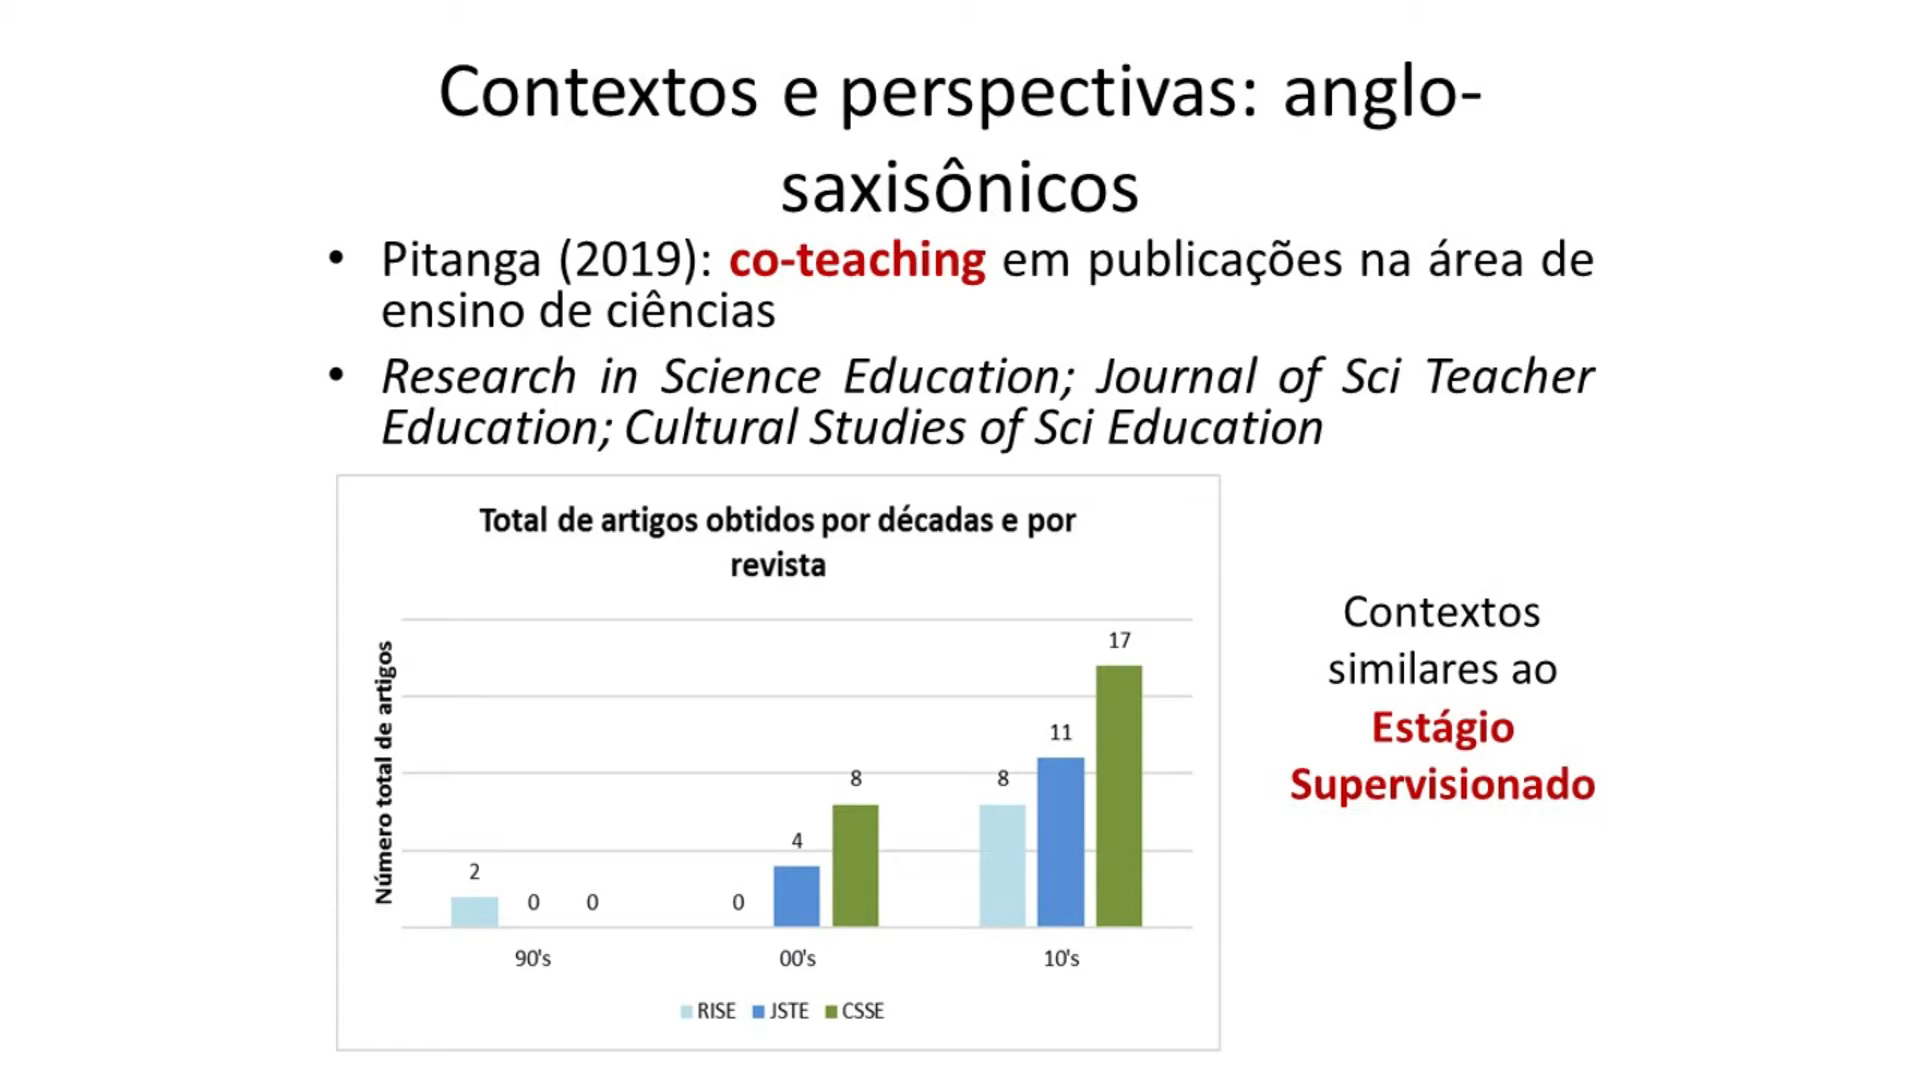 Contextos e perspectivas: anglo-
saxisônicos
• Pitanga (2019): co-teaching em publicações na área de
ensino de ciências
• Research in Science Education; Journal of Sci Teacher
Education; Cultural Studies of Sci Education
Total de artigos obtidos por décadas e por
revista
Número total de artigos
2
0
0
0
4
8
8
11
17
90's
00's
10's
RISE
JSTE
CSSE
Contextos
similares ao
Estágio
Supervisionado